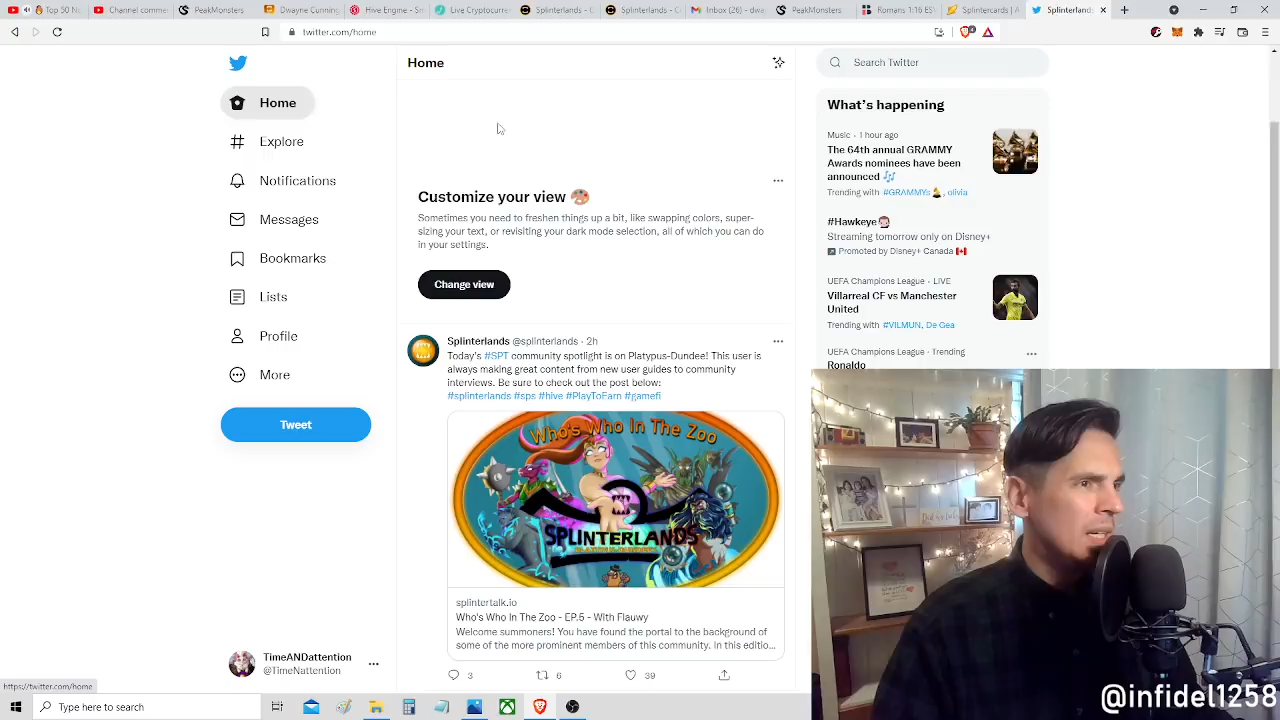 Top 50 No
Channel comme
PeakMonsters
Dwayne Cunning
Hive Engine - Sm
Live Cryptocurre
Splinterlands - C
Splinterlands - C
Inbox (20) - dwa
PeakMonsters
Romans 1:16 ES
Splintercards | A
Splinterlands
twitter.com/home
Home
Search Twitter
Home
Explore
Notifications
Messages
Bookmarks
Lists
Profile
More
Tweet
TimeANDattention
@TimeNattention
Customize your view
Sometimes you need to freshen things up a bit, like swapping colors, super-
sizing your text, or revisiting your dark mode selection, all of which you can do
in your settings.
Change view
Splinterlands @splinterlands · 2h
Today's #SPT community spotlight is on Platypus-Dundee! This user is
always making great content from new user guides to community
interviews. Be sure to check out the post below:
#splinterlands #sps #hive #PlayToEarn #gamefi
Who's Who In The Zoo
SPLINTERLANDS
splintertalk.io
Who's Who In The Zoo - EP.5 - With Flauwy
Welcome summoners! You have found the portal to the background of
some of the more prominent members of this community. In this editio...
3
6
39
What's happening
Music · 1 hour ago
The 64th annual GRAMMY
Awards nominees have been
announced
Trending with #GRAMMYs, olivia
#Hawkeye
Streaming tomorrow only on Disney+
Promoted by Disney+ Canada
UEFA Champions League · LIVE
Villarreal CF vs Manchester
United
Trending with #VILMUN, De Gea
UEFA Champions League · Trending
Ronaldo
https://twitter.com/home
Type here to search
@infidel1258